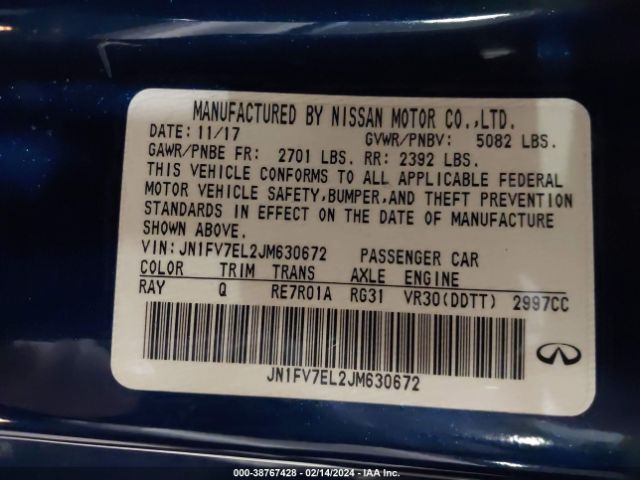 MANUFACTURED BY NISSAN MOTOR CO.,LTD.
DATE: 11/17 GVWR/PNBV: 5082 LBS.
GAWR/PNBE FR: 2701 LBS. RR: 2392 LBS.
THIS VEHICLE CONFORMS TO ALL APPLICABLE FEDERAL
MOTOR VEHICLE SAFETY,BUMPER,AND THEFT PREVENTION
STANDARDS IN EFFECT ON THE DATE OF MANUFACTURE
SHOWN ABOVE.
VIN:JN1FV7EL2JM630672 PASSENGER CAR
COLOR TRIM TRANS AXLE ENGINE
RAY Q RE7R01A RG31 VR30(DDTT) 2997CC
JN1FV7EL2JM630672
000-38767428 - 02/14/2024 - IAA Inc.